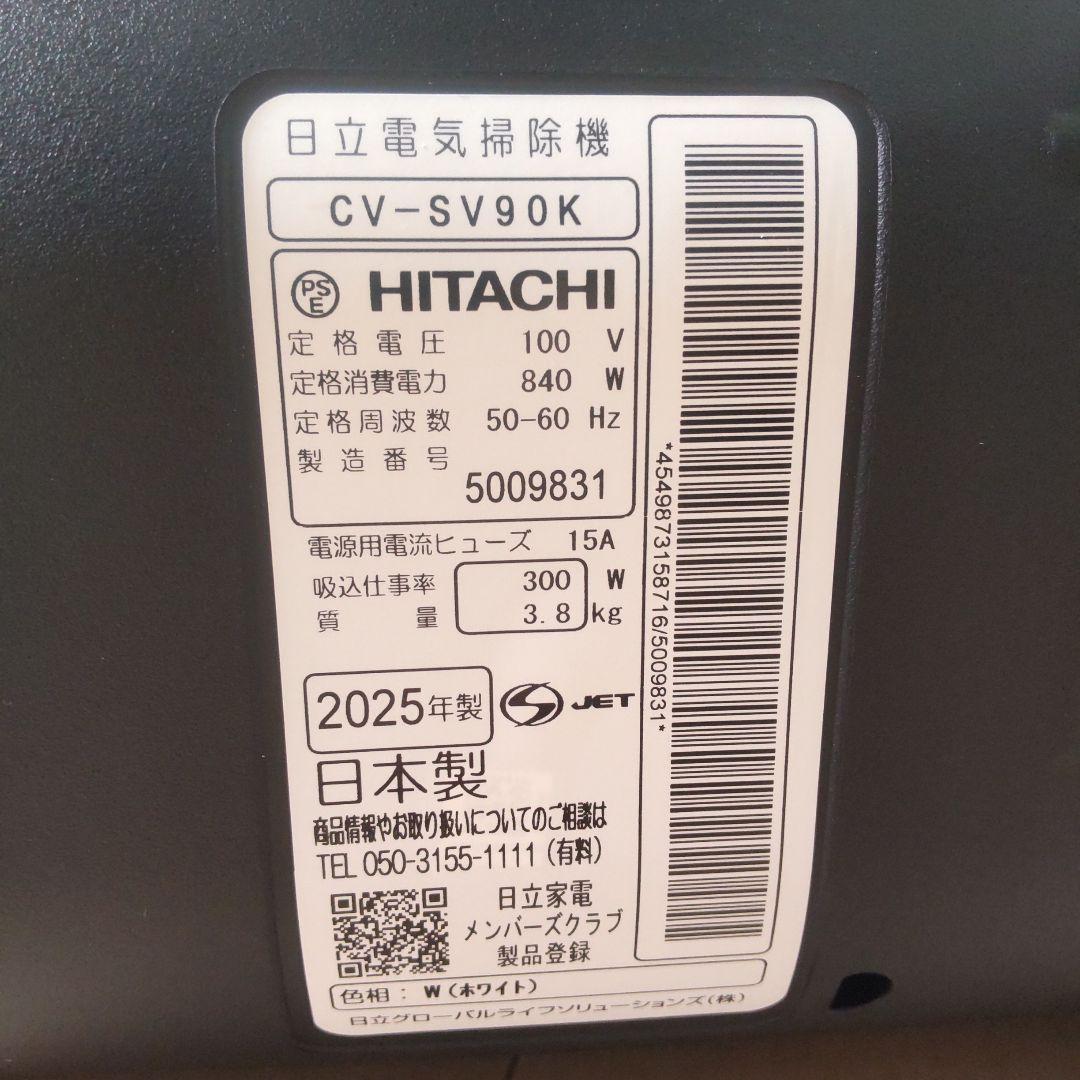 日立電気掃除機
CV-SV90K
PS
E
HITACHI
定格電圧 100 V
定格消費電力 840 W
定格周波数 50-60 Hz
製造番号
5009831
電源用電流ヒューズ 15A
吸込仕事率 300 W
質量 3.8 kg
2025年製
JET
日本製
商品情報やお取り扱いについてのご相談は
TEL 050-3155-1111(有料)
日立家電
メンバーズクラブ
製品登録
色相: W(ホワイト)
日立グローバルライフソリューションズ(株)
*4549873158716/5009831*